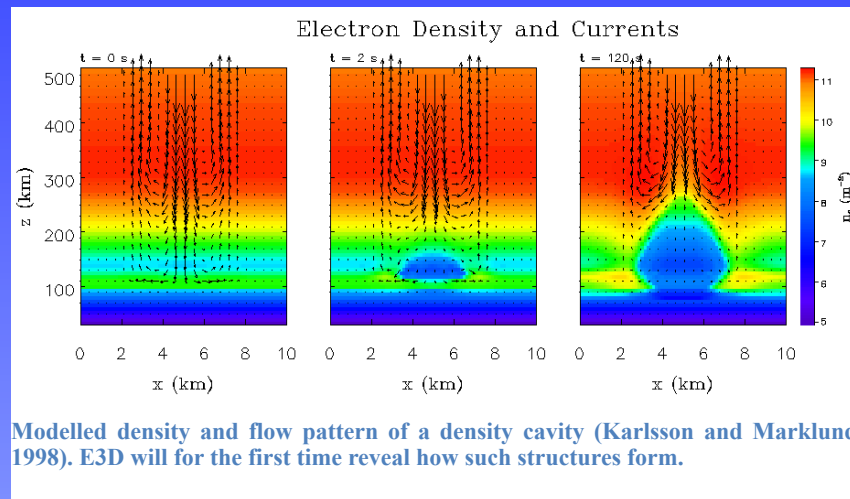 Electron Density and Currents
t = 0 s
t = 2 s
t = 120 s
500
400
300
200
100
z (km)
0 2 4 6 8 10
0 2 4 6 8 10
0 2 4 6 8 10
x (km)
x (km)
x (km)
11
10
9
8
7
6
5
Modelled density and flow pattern of a density cavity (Karlsson and Marklund
1998). E3D will for the first time reveal how such structures form.